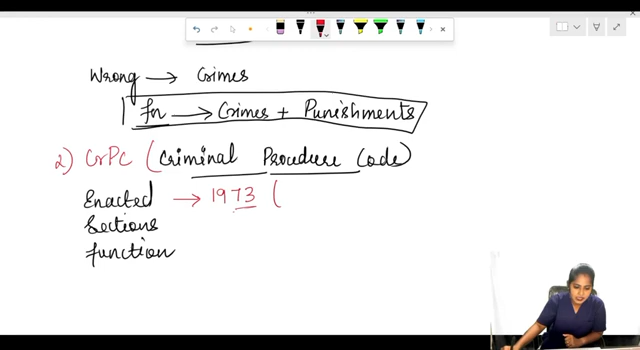 Wrong → Crimes
fn → Crimes + Punishments
2) CrPC (Criminal Procedure Code)
Enacted → 1973 (
Sections
function